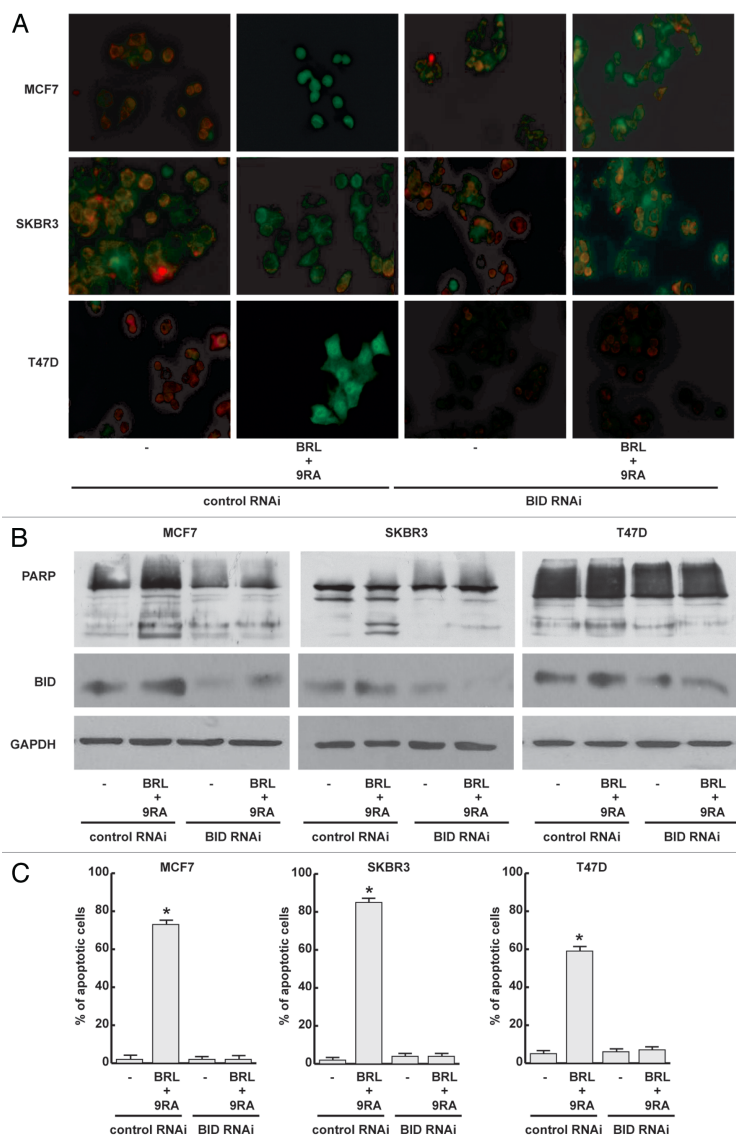 A
MCF7
SKBR3
T47D
- BRL + 9RA - BRL + 9RA
control RNAi BID RNAi
B
MCF7 SKBR3 T47D
PARP
BID
GAPDH
- BRL + 9RA - BRL + 9RA - BRL + 9RA - BRL + 9RA - BRL + 9RA - BRL + 9RA
control RNAi BID RNAi control RNAi BID RNAi control RNAi BID RNAi
C
MCF7
% of apoptotic cells
100
80
60
40
20
0
*
- BRL + 9RA - BRL + 9RA
control RNAi BID RNAi
SKBR3
% of apoptotic cells
100
80
60
40
20
0
*
- BRL + 9RA - BRL + 9RA
control RNAi BID RNAi
T47D
% of apoptotic cells
100
80
60
40
20
0
*
- BRL + 9RA - BRL + 9RA
control RNAi BID RNAi